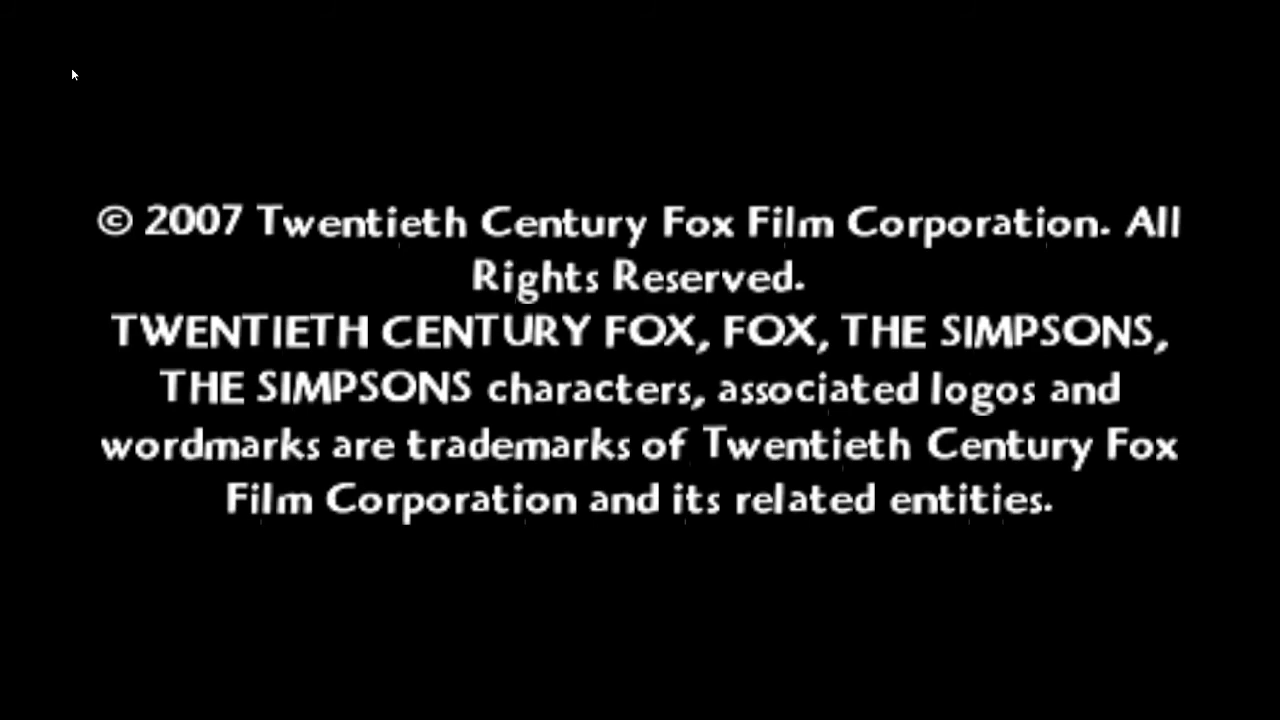 © 2007 Twentieth Century Fox Film Corporation. All
Rights Reserved.
TWENTIETH CENTURY FOX, FOX, THE SIMPSONS,
THE SIMPSONS characters, associated logos and
wordmarks are trademarks of Twentieth Century Fox
Film Corporation and its related entities.